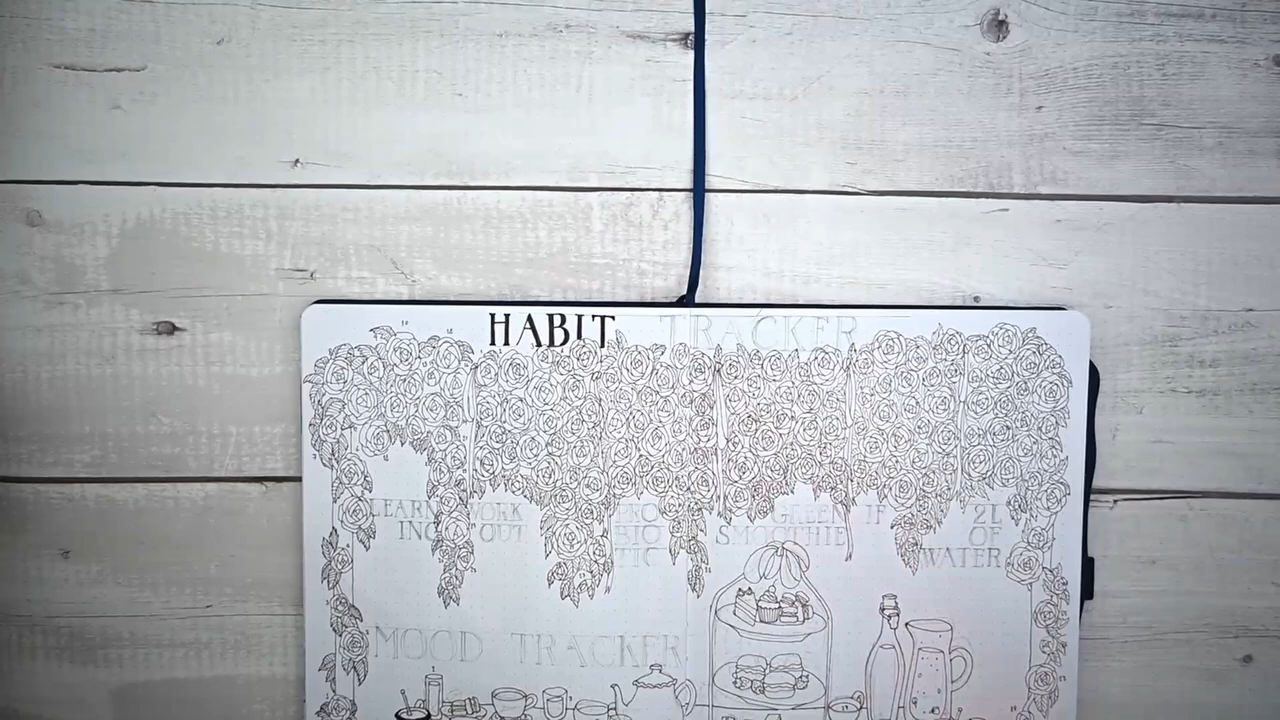 HABIT TRACKER
LEARN
ING
WORK
OUT
PRO
BIO
TIC
GREEN
SMOOTHIE
IF
2L
OF
WATER
MOOD TRACKER